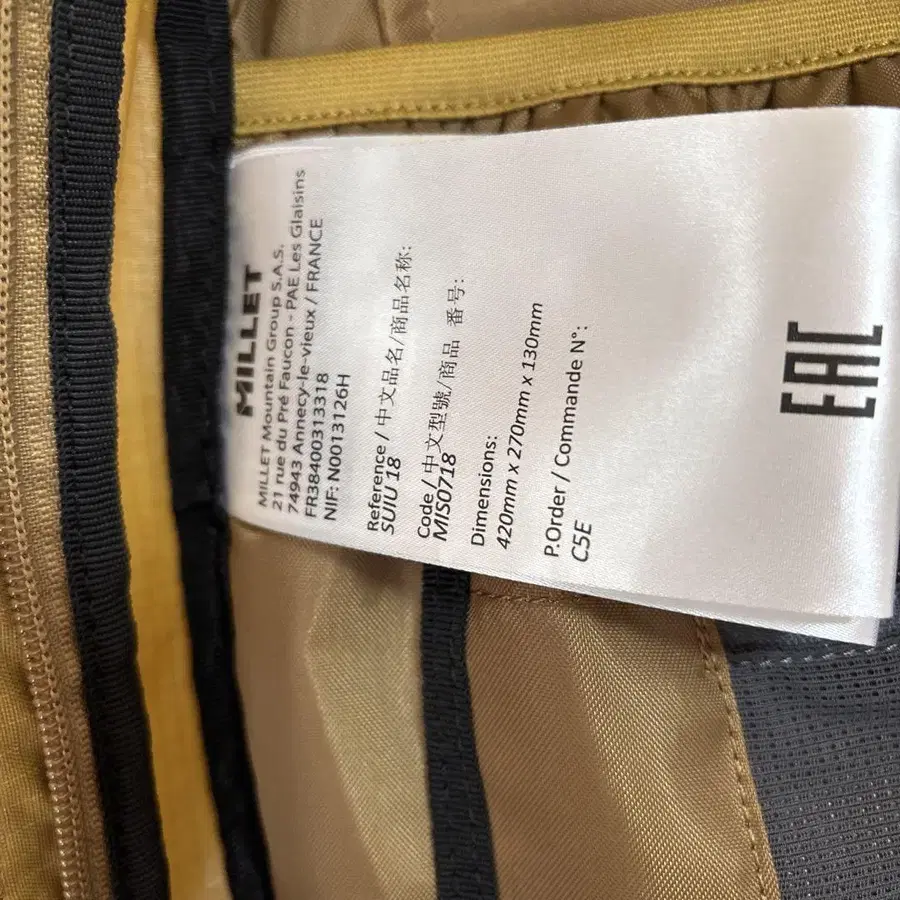 MILLET
MILLET Mountain Group S.A.S.
21 rue du Pré Faucon - PAE Les Glaisins
74943 Annecy-le-vieux / FRANCE
FR38400313318
NIF: N0013126H
Reference / 中文品名/商品名称:
SUIU 18
Code / 中文型號/商品 番号:
MIS0718
Dimensions:
420mm x 270mm x 130mm
P.Order / Commande N°:
C5E
EAC